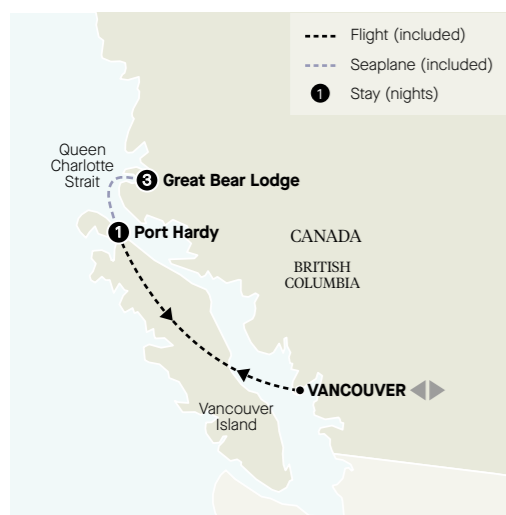 Flight (included)
Seaplane (included)
1 Stay (nights)
Queen
Charlotte
Strait
3 Great Bear Lodge
1 Port Hardy
CANADA
BRITISH
COLUMBIA
VANCOUVER
Vancouver
Island